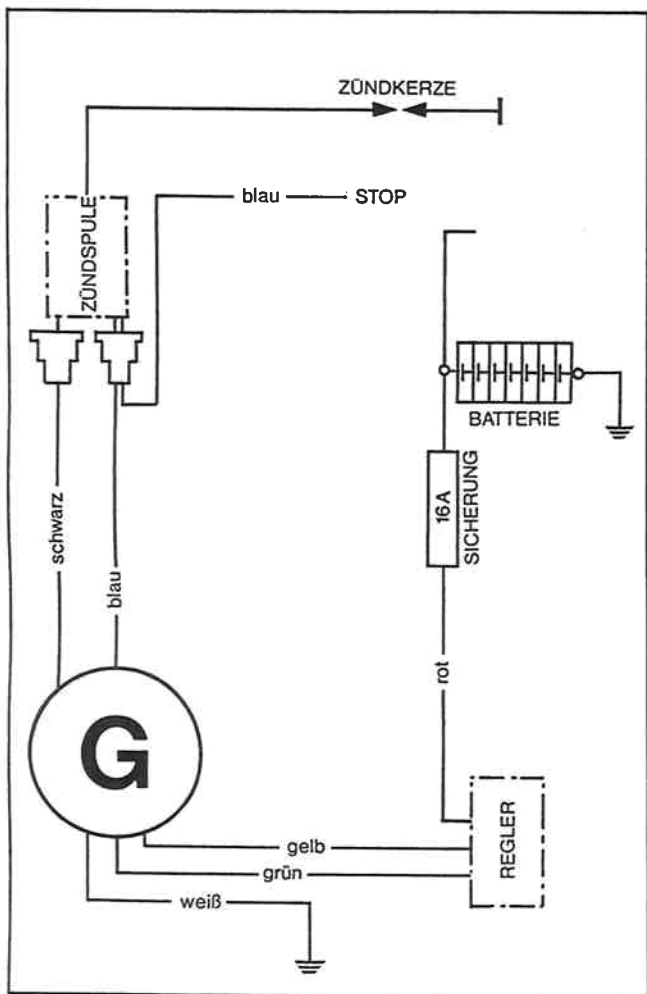 ZÜNDKERZE
blau
STOP
ZÜNDSPULE
BATTERIE
16A
SICHERUNG
schwarz
blau
rot
G
gelb
grün
weiß
REGLER